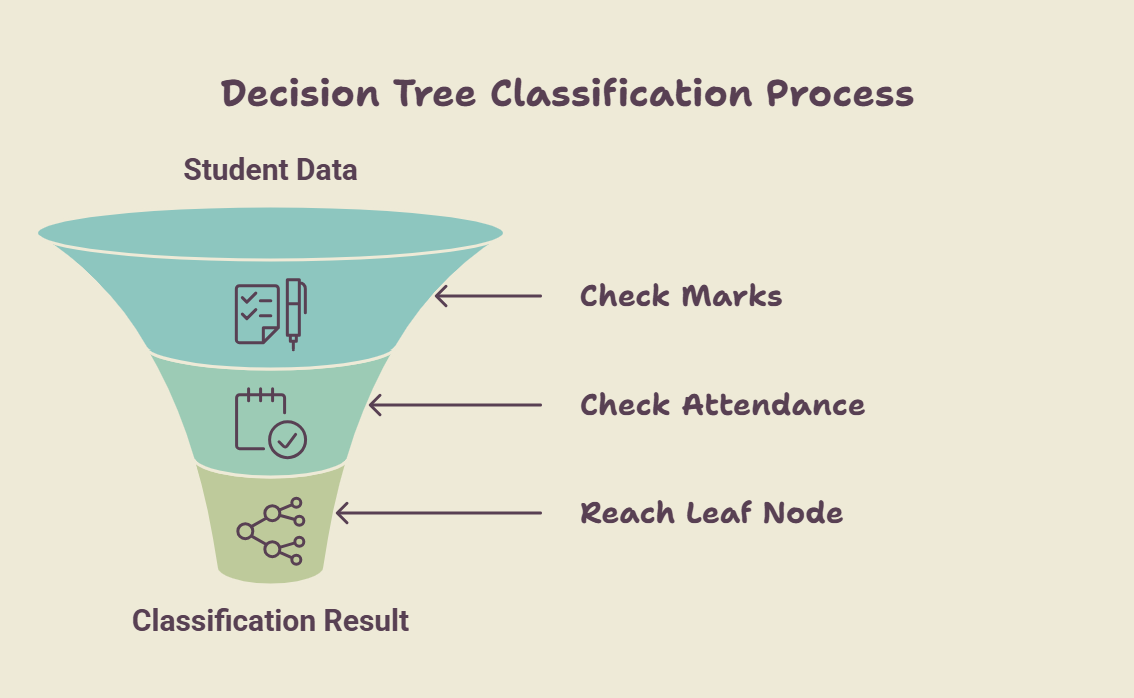 Decision Tree Classification Process
Student Data
Check Marks
Check Attendance
Reach Leaf Node
Classification Result